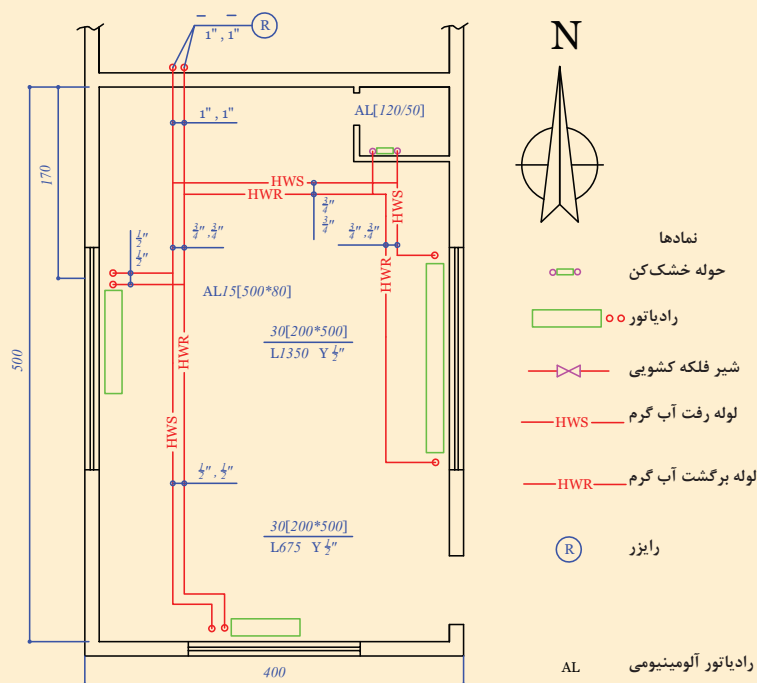 1" , 1"
R
N
1" , 1"
AL[120/50]
170
HWS
HWR
3/4"
3/4"
HWS
1/2"
1/2"
3/4" , 3/4"
3/4" , 3/4"
HWR
AL15[500*80]
500
30[200*500]
L1350 Y 1/2"
HWR
HWS
1/2" , 1/2"
30[200*500]
L675 Y 1/2"
400
نمادها
حوله خشک‌کن
رادیاتور
شیر فلکه کشویی
لوله رفت آب گرم HWS
لوله برگشت آب گرم HWR
رایزر R
رادیاتور آلومینیومی AL